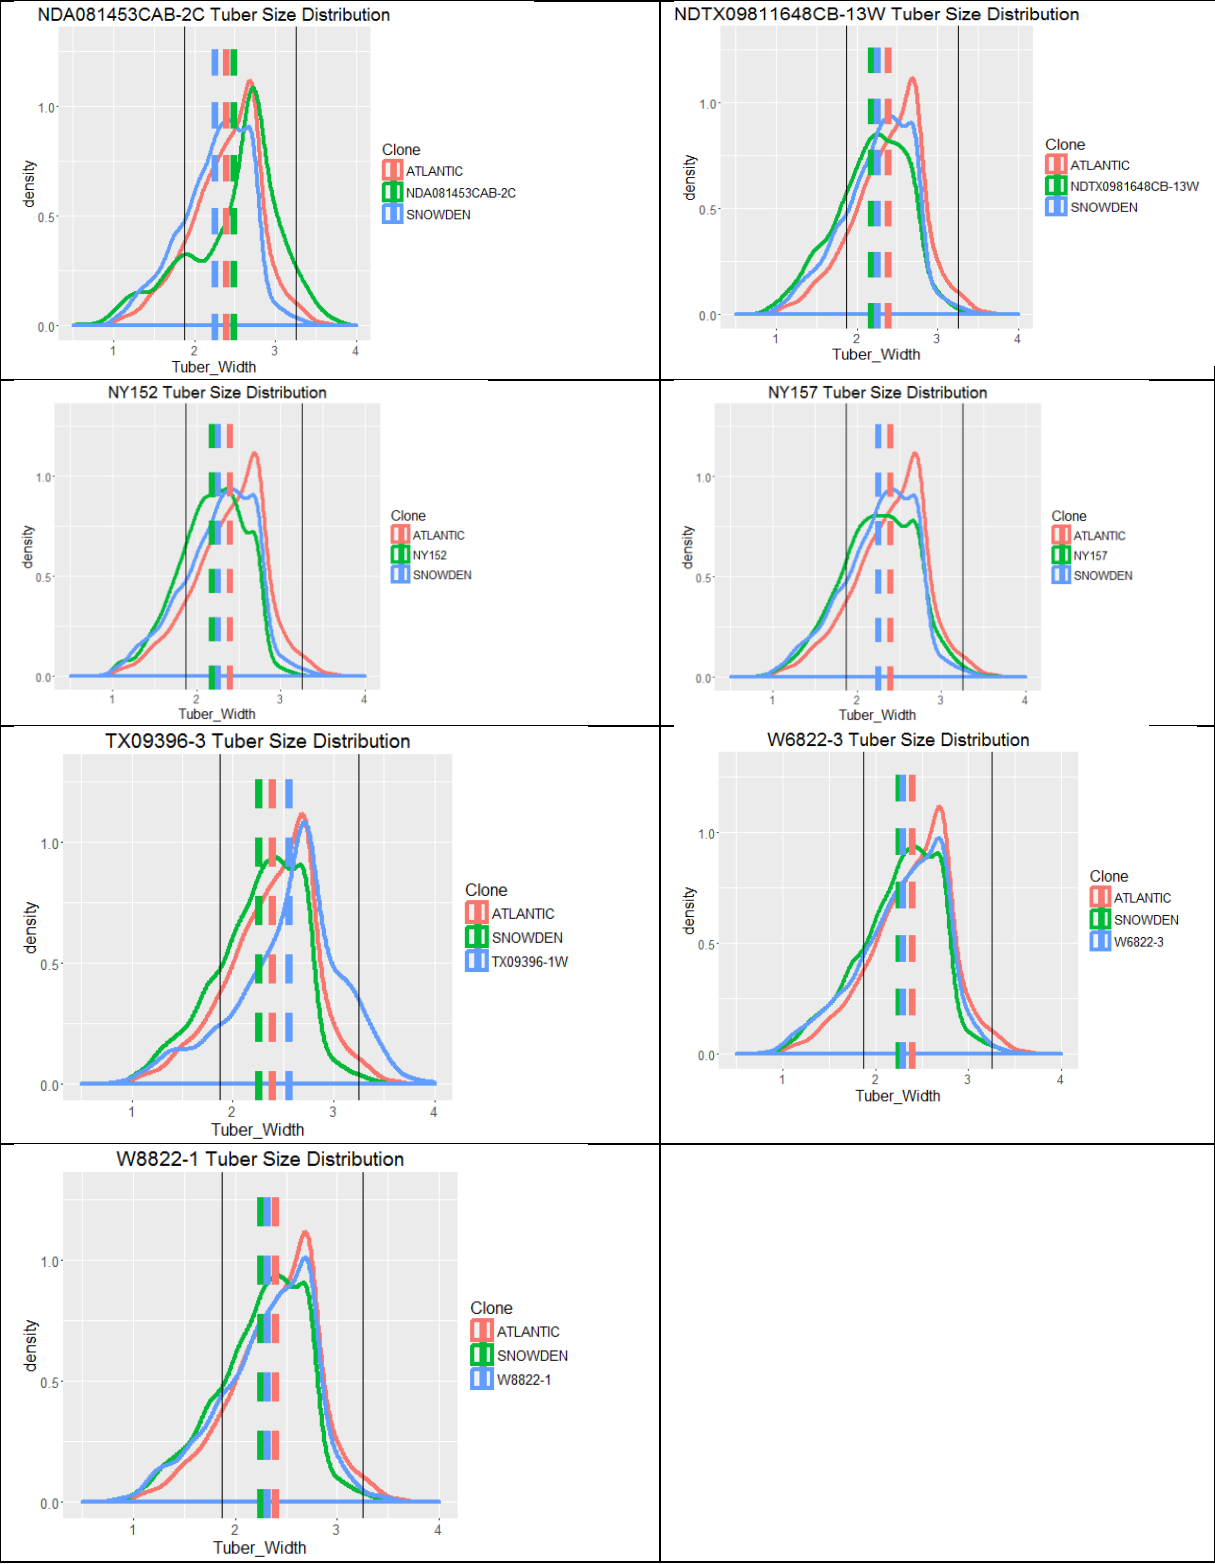 NDA081453CAB-2C Tuber Size Distribution
density
1.0
0.5
0.0
1 2 3 4
Tuber_Width
Clone
ATLANTIC
NDA081453CAB-2C
SNOWDEN
NDTX09811648CB-13W Tuber Size Distribution
density
1.0
0.5
0.0
1 2 3 4
Tuber_Width
Clone
ATLANTIC
NDTX0981648CB-13W
SNOWDEN
NY152 Tuber Size Distribution
density
1.0
0.5
0.0
1 2 3 4
Tuber_Width
Clone
ATLANTIC
NY152
SNOWDEN
NY157 Tuber Size Distribution
density
1.0
0.5
0.0
1 2 3 4
Tuber_Width
Clone
ATLANTIC
NY157
SNOWDEN
TX09396-3 Tuber Size Distribution
density
1.0
0.5
0.0
1 2 3 4
Tuber_Width
Clone
ATLANTIC
SNOWDEN
TX09396-1W
W6822-3 Tuber Size Distribution
density
1.0
0.5
0.0
1 2 3 4
Tuber_Width
Clone
ATLANTIC
SNOWDEN
W6822-3
W8822-1 Tuber Size Distribution
density
1.0
0.5
0.0
1 2 3 4
Tuber_Width
Clone
ATLANTIC
SNOWDEN
W8822-1